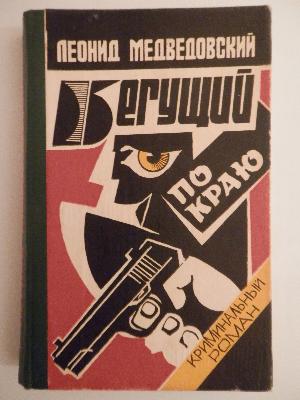 Леонид Медведовский
Бегущий
по
краю
криминальный
роман